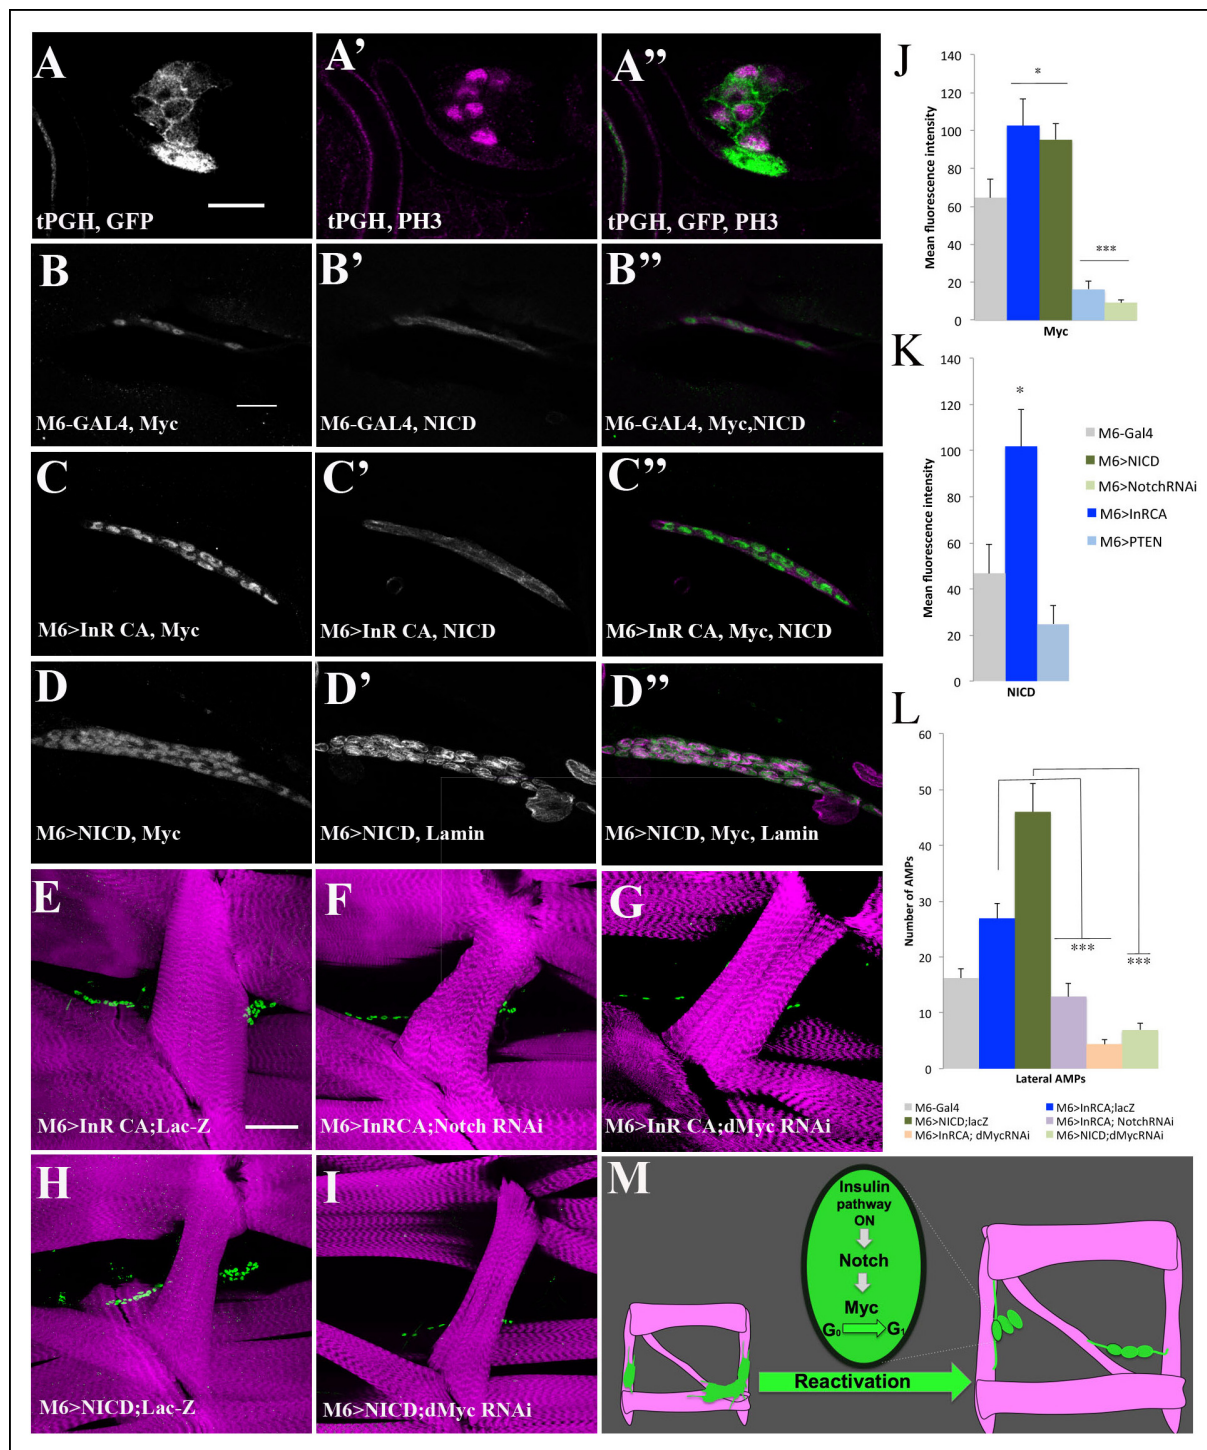 A
tPGH, GFP
A’
tPGH, PH3
A’’
tPGH, GFP, PH3
B
M6-GAL4, Myc
B’
M6-GAL4, NICD
B’’
M6-GAL4, Myc,NICD
C
M6>InR CA, Myc
C’
M6>InR CA, NICD
C’’
M6>InR CA, Myc, NICD
D
M6>NICD, Myc
D’
M6>NICD, Lamin
D’’
M6>NICD, Myc, Lamin
E
M6>InR CA;Lac-Z
F
M6>InRCA;Notch RNAi
G
M6>InR CA;dMyc RNAi
H
M6>NICD;Lac-Z
I
M6>NICD;dMyc RNAi
J
Mean fluorescence intensity
140
120
100
80
60
40
20
0
*
***
Myc
K
Mean fluorescence intensity
140
120
100
80
60
40
20
0
*
NICD
M6-Gal4
M6>NICD
M6>NotchRNAi
M6>InRCA
M6>PTEN
L
Number of AMPs
60
50
40
30
20
10
0
***
***
Lateral AMPs
M6-Gal4
M6>InRCA;lacZ
M6>NICD;lacZ
M6>InRCA; NotchRNAi
M6>InRCA; dMycRNAi
M6>NICD;dMycRNAi
M
Insulin
pathway
ON
Notch
Myc
G₀ G₁
Reactivation